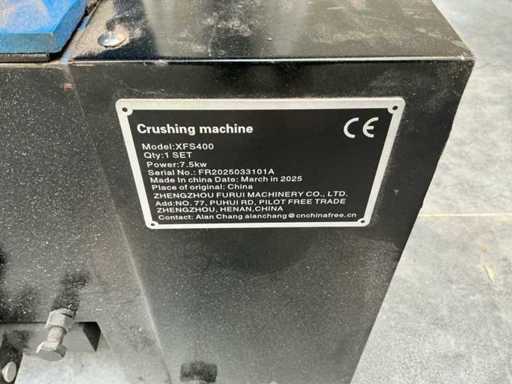 Crushing machine CE
Model:XFS400
Qty:1 SET
Power:7.5kw
Serial No.: FR2025033101A
Made In china Date: March in 2025
Place of original: China
ZHENGZHOU FURUI MACHINERY CO., LTD.
Add:NO. 77, PUHUI RD, PILOT FREE TRADE
ZHENGZHOU, HENAN,CHINA
Contact: Alan Chang alanchang@cnchinafree.cn